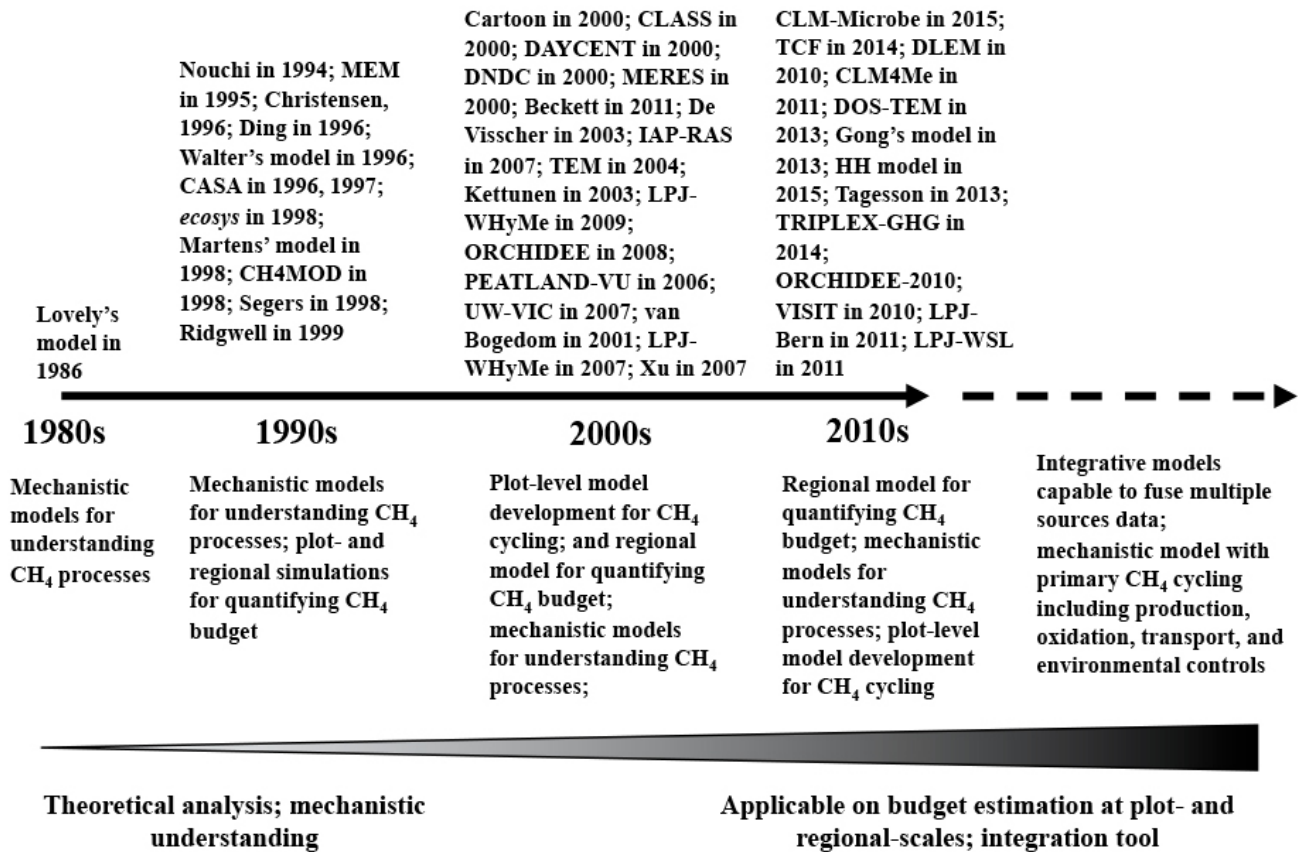 Lovely's
model in
1986
Nouchi in 1994; MEM
in 1995; Christensen,
1996; Ding in 1996;
Walter's model in 1996;
CASA in 1996, 1997;
ecosys in 1998;
Martens' model in
1998; CH4MOD in
1998; Segers in 1998;
Ridgwell in 1999
Cartoon in 2000; CLASS in
2000; DAYCENT in 2000;
DNDC in 2000; MERES in
2000; Beckett in 2011; De
Visscher in 2003; IAP-RAS
in 2007; TEM in 2004;
Kettunen in 2003; LPJ-
WHyMe in 2009;
ORCHIDEE in 2008;
PEATLAND-VU in 2006;
UW-VIC in 2007; van
Bogedom in 2001; LPJ-
WHyMe in 2007; Xu in 2007
CLM-Microbe in 2015;
TCF in 2014; DLEM in
2010; CLM4Me in
2011; DOS-TEM in
2013; Gong's model in
2013; HH model in
2015; Tagesson in 2013;
TRIPLEX-GHG in
2014;
ORCHIDEE-2010;
VISIT in 2010; LPJ-
Bern in 2011; LPJ-WSL
in 2011
1980s
1990s
2000s
2010s
Mechanistic
models for
understanding
CH₄ processes
Mechanistic models
for understanding CH₄
processes; plot- and
regional simulations
for quantifying CH₄
budget
Plot-level model
development for CH₄
cycling; and regional
model for quantifying
CH₄ budget;
mechanistic models
for understanding CH₄
processes;
Regional model for
quantifying CH₄
budget; mechanistic
models for
understanding CH₄
processes; plot-level
model development
for CH₄ cycling
Integrative models
capable to fuse multiple
sources data;
mechanistic model with
primary CH₄ cycling
including production,
oxidation, transport, and
environmental controls
Theoretical analysis; mechanistic
understanding
Applicable on budget estimation at plot- and
regional-scales; integration tool